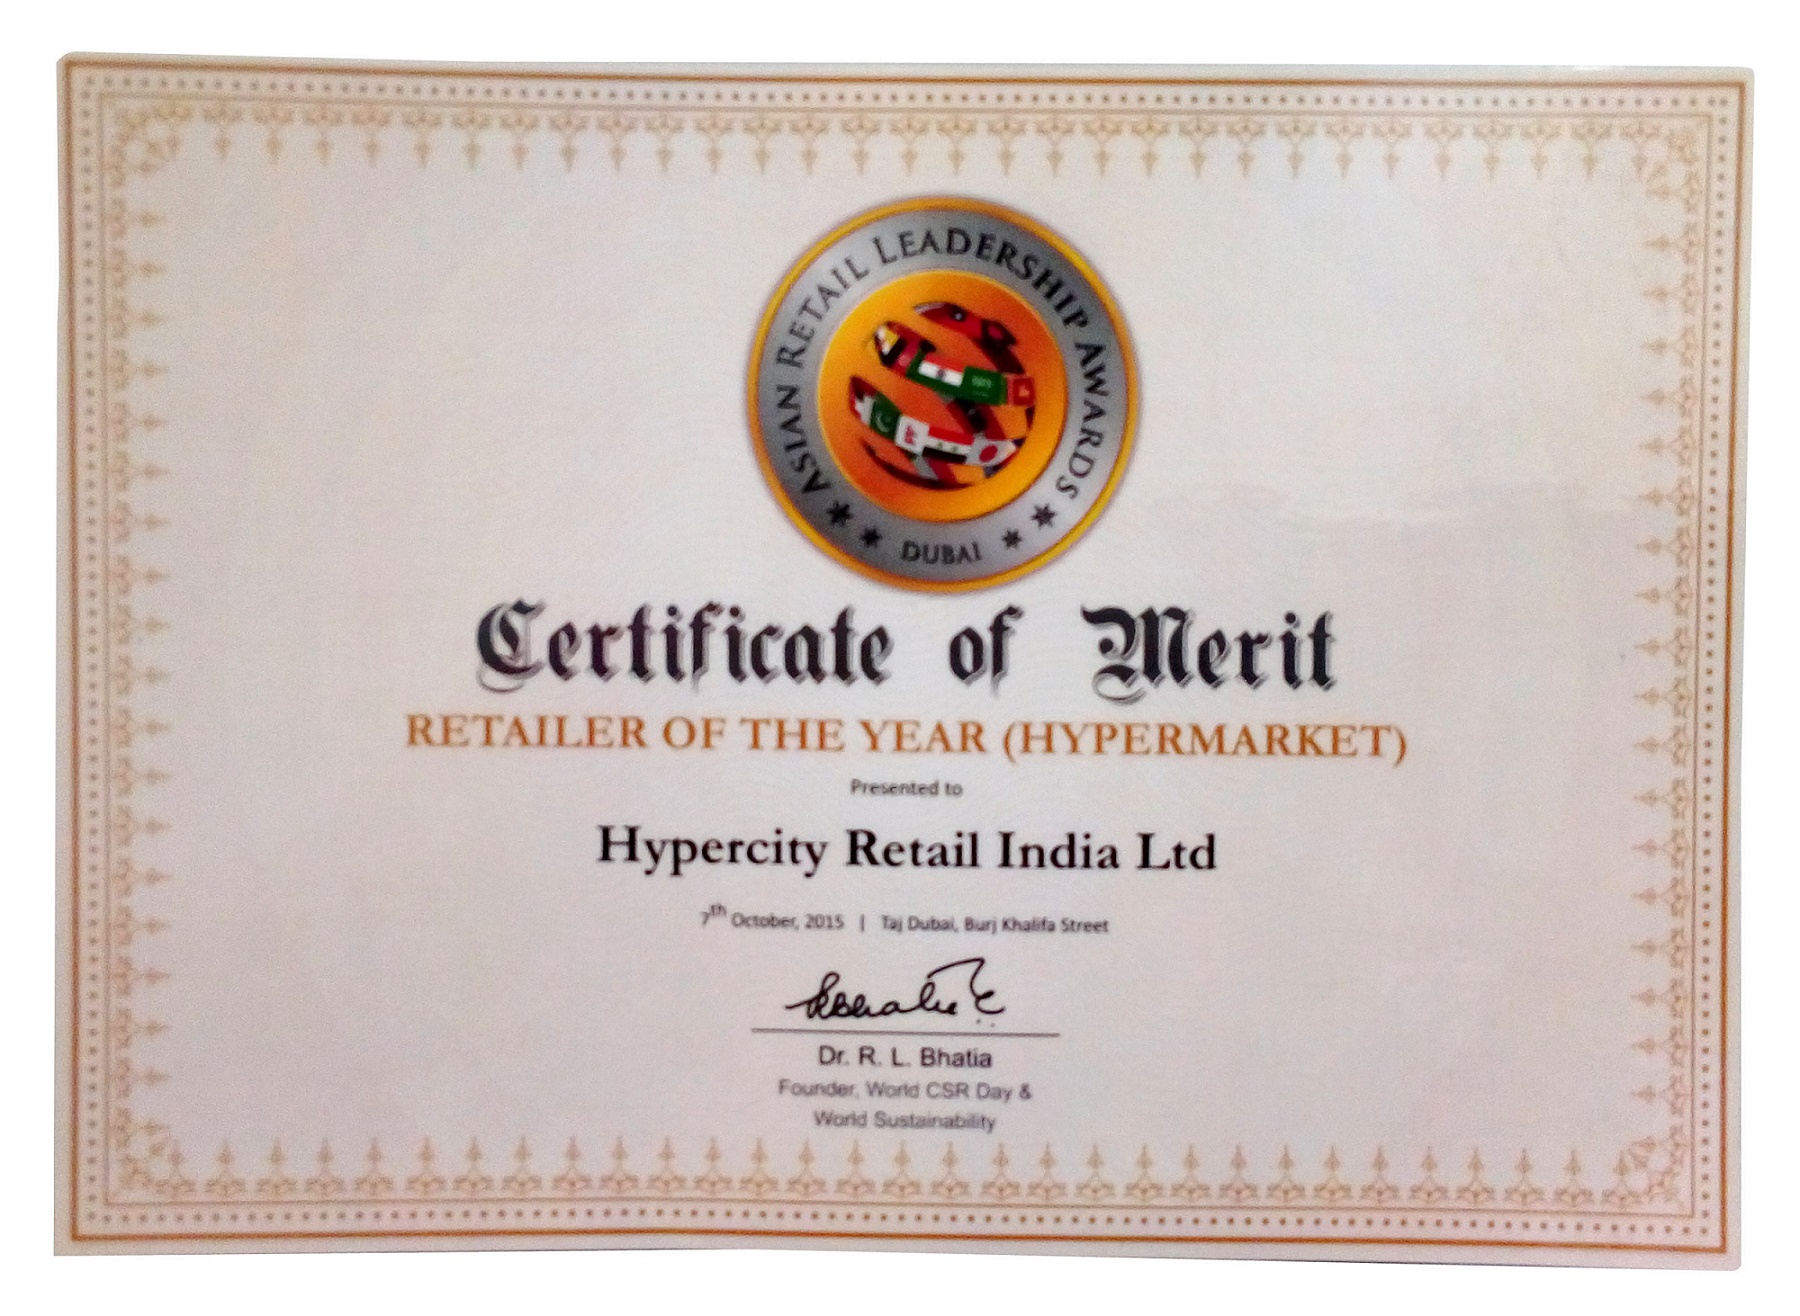 ASIAN RETAIL LEADERSHIP AWARDS
DUBAI
Certificate of Merit
RETAILER OF THE YEAR (HYPERMARKET)
Presented to
Hypercity Retail India Ltd
7th October, 2015 | Taj Dubai, Burj Khalifa Street
Dr. R. L. Bhatia
Founder, World CSR Day &
World Sustainability